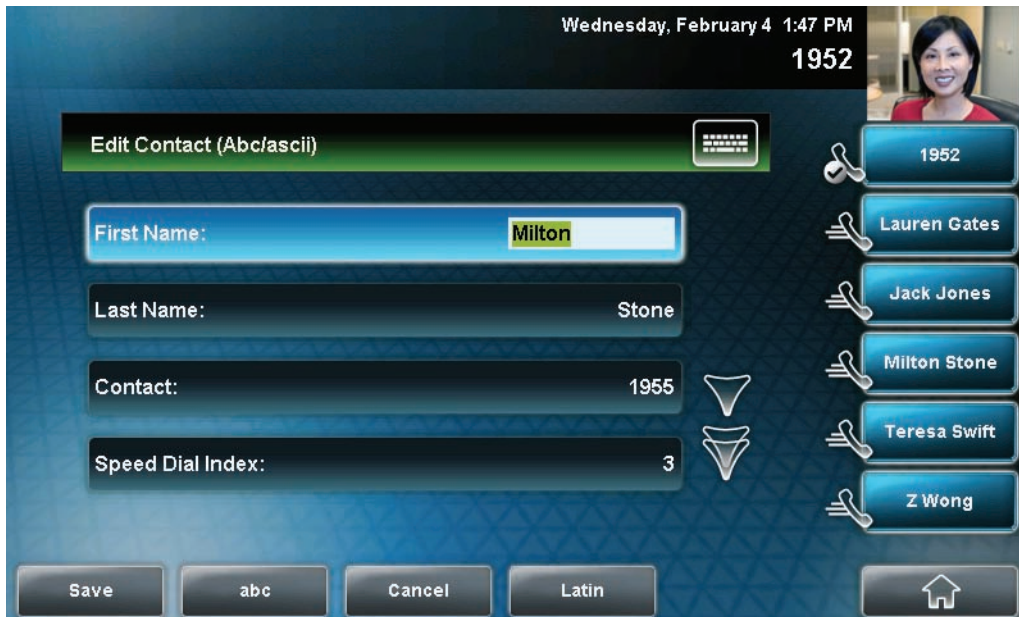 Wednesday, February 4 1:47 PM
1952
Edit Contact (Abc/ascii)
First Name: Milton
Last Name: Stone
Contact: 1955
Speed Dial Index: 3
1952
Lauren Gates
Jack Jones
Milton Stone
Teresa Swift
Z Wong
Save abc Cancel Latin